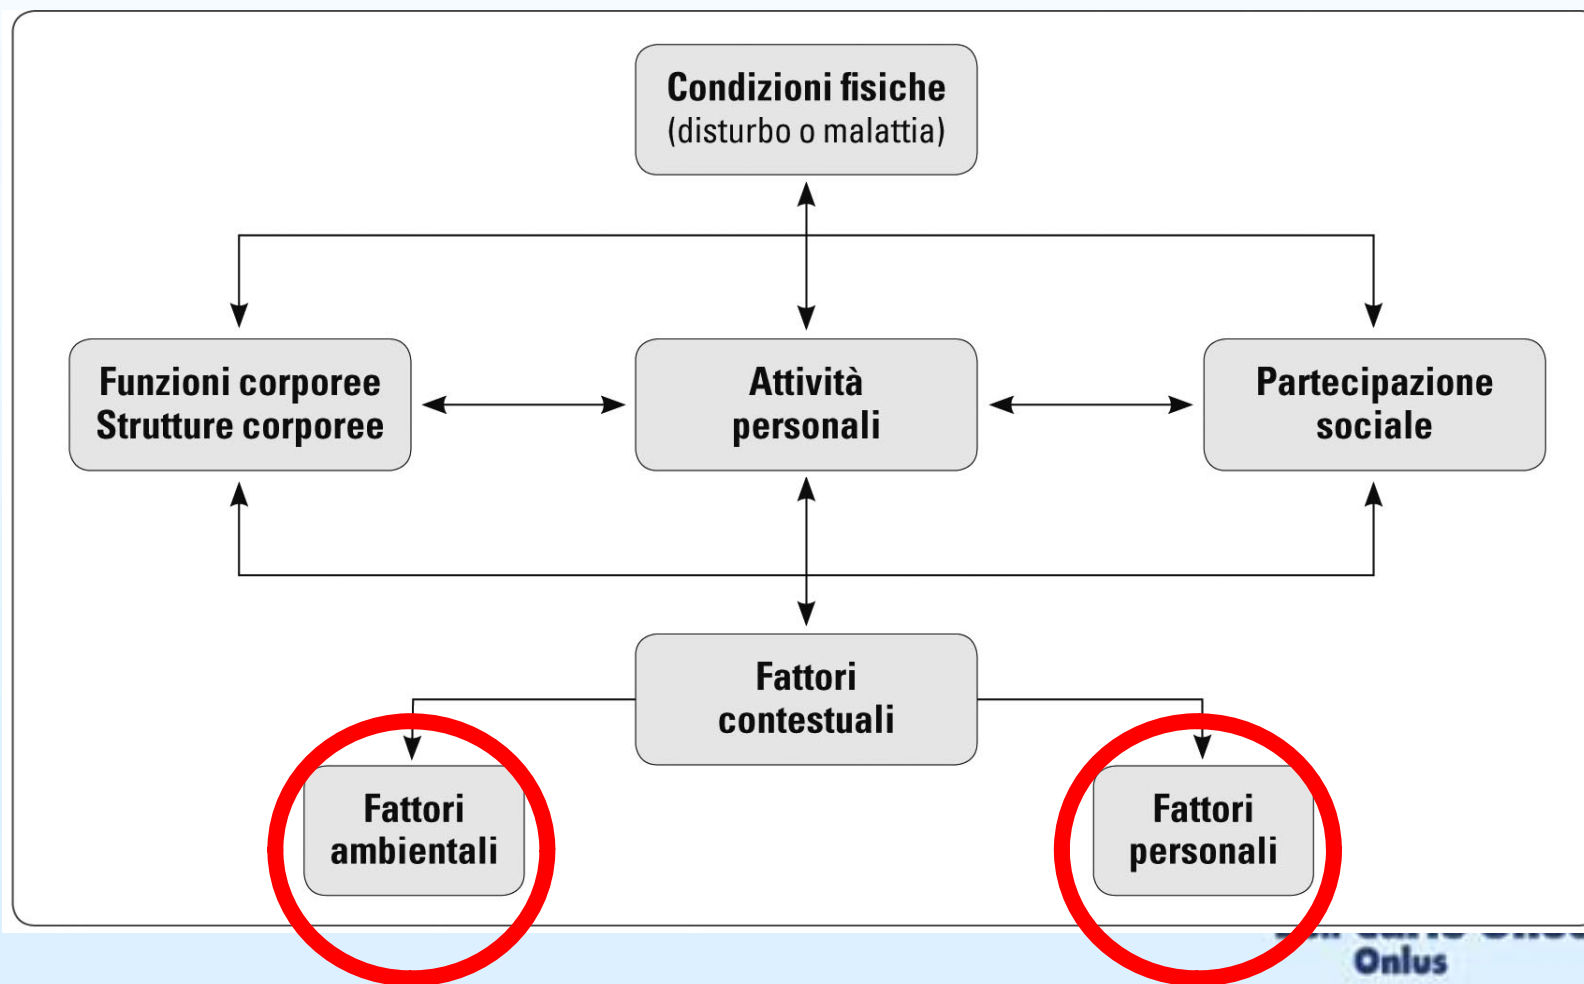 Condizioni fisiche
(disturbo o malattia)
Funzioni corporee
Strutture corporee
Attività
personali
Partecipazione
sociale
Fattori
contestuali
Fattori
ambientali
Fattori
personali
Onlus